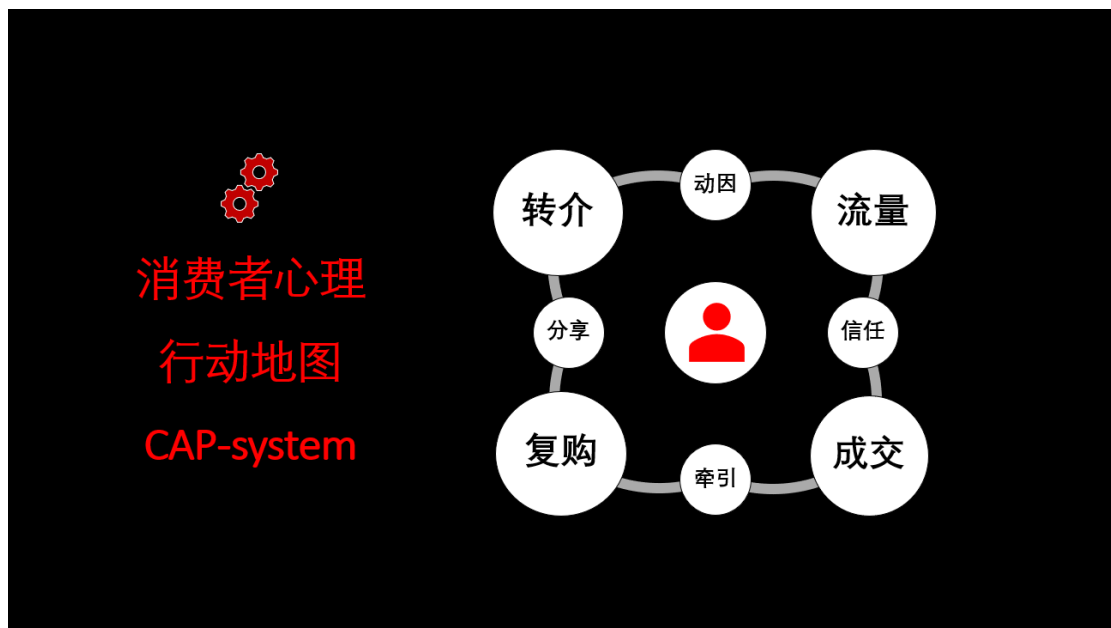 消费者心理
行动地图
CAP-system
转介
动因
流量
分享
信任
复购
牵引
成交